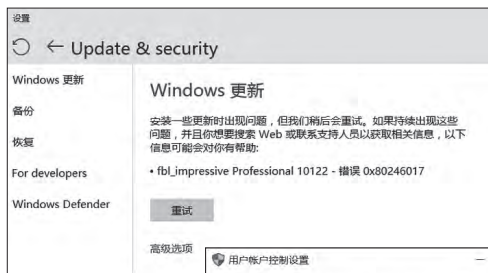 设置
← Update & security
Windows 更新
备份
恢复
For developers
Windows Defender
Windows 更新
安装一些更新时出现问题，但我们稍后会重试。如果持续出现这些
问题，并且你想要搜索 Web 或联系支持人员以获取相关信息，以下
信息可能会对你有帮助:
• fbl_impressive Professional 10122 - 错误 0x80246017
重试
高级选项
用户帐户控制设置